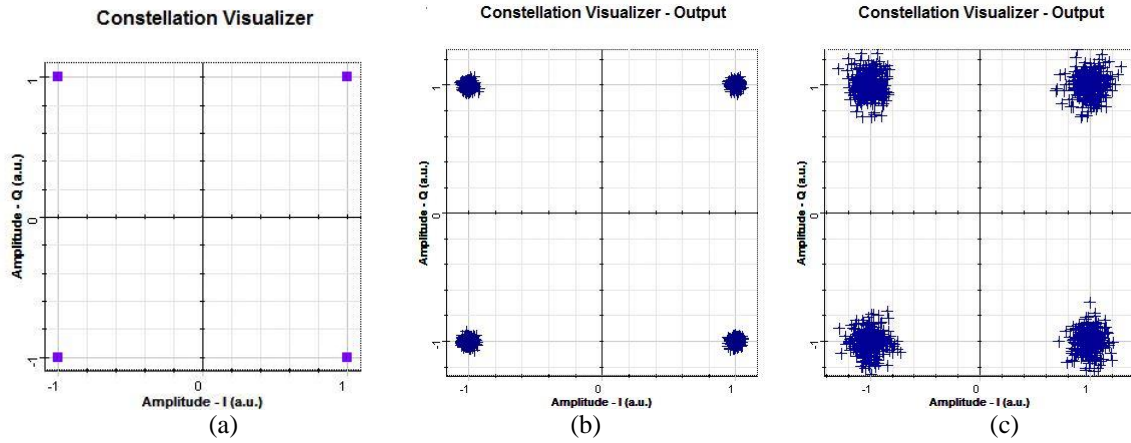 Constellation Visualizer
1
0
-1
Amplitude - Q (a.u.)
-1
0
1
Amplitude - I (a.u.)
(a)
Constellation Visualizer - Output
1
0
-1
Amplitude - Q (a.u.)
-1
0
1
Amplitude - I (a.u.)
(b)
Constellation Visualizer - Output
1
0
-1
Amplitude - Q (a.u.)
-1
0
1
Amplitude - I (a.u.)
(c)